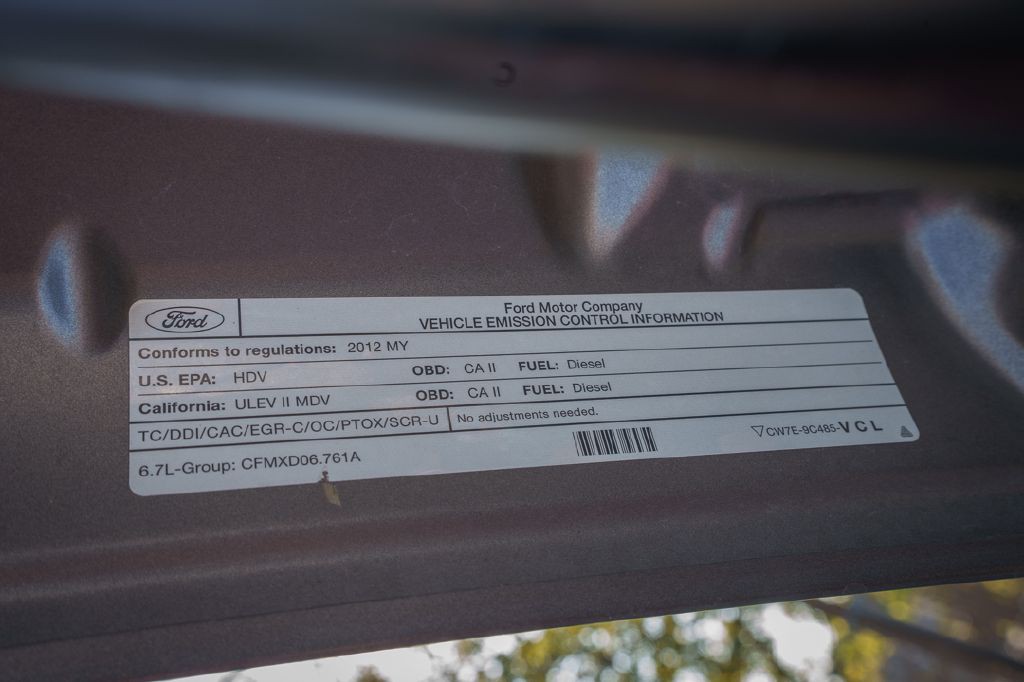 Ford
Ford Motor Company
VEHICLE EMISSION CONTROL INFORMATION
Conforms to regulations: 2012 MY
U.S. EPA: HDV OBD: CA II FUEL: Diesel
California: ULEV II MDV OBD: CA II FUEL: Diesel
TC/DDI/CAC/EGR-C/OC/PTOX/SCR-U No adjustments needed.
6.7L-Group: CFMXD06.761A
▽CW7E-9C485-VCL